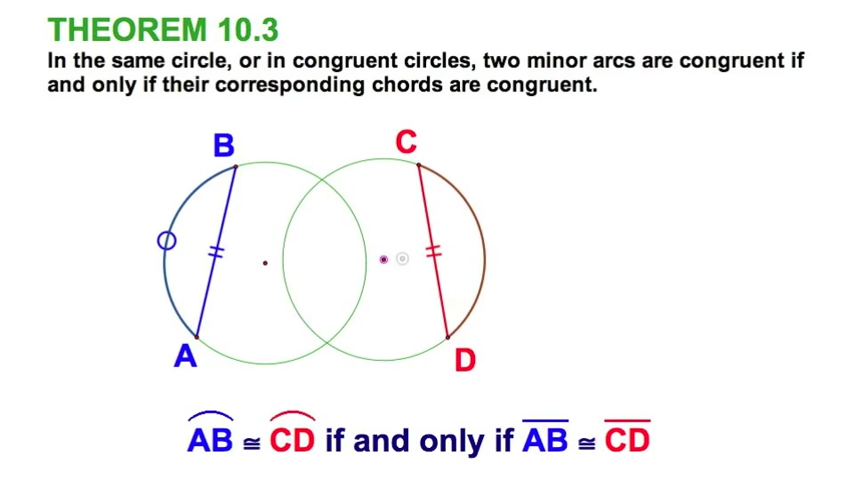 THEOREM 10.3
In the same circle, or in congruent circles, two minor arcs are congruent if
and only if their corresponding chords are congruent.
B
C
A
D
AB ≅ CD if and only if AB ≅ CD